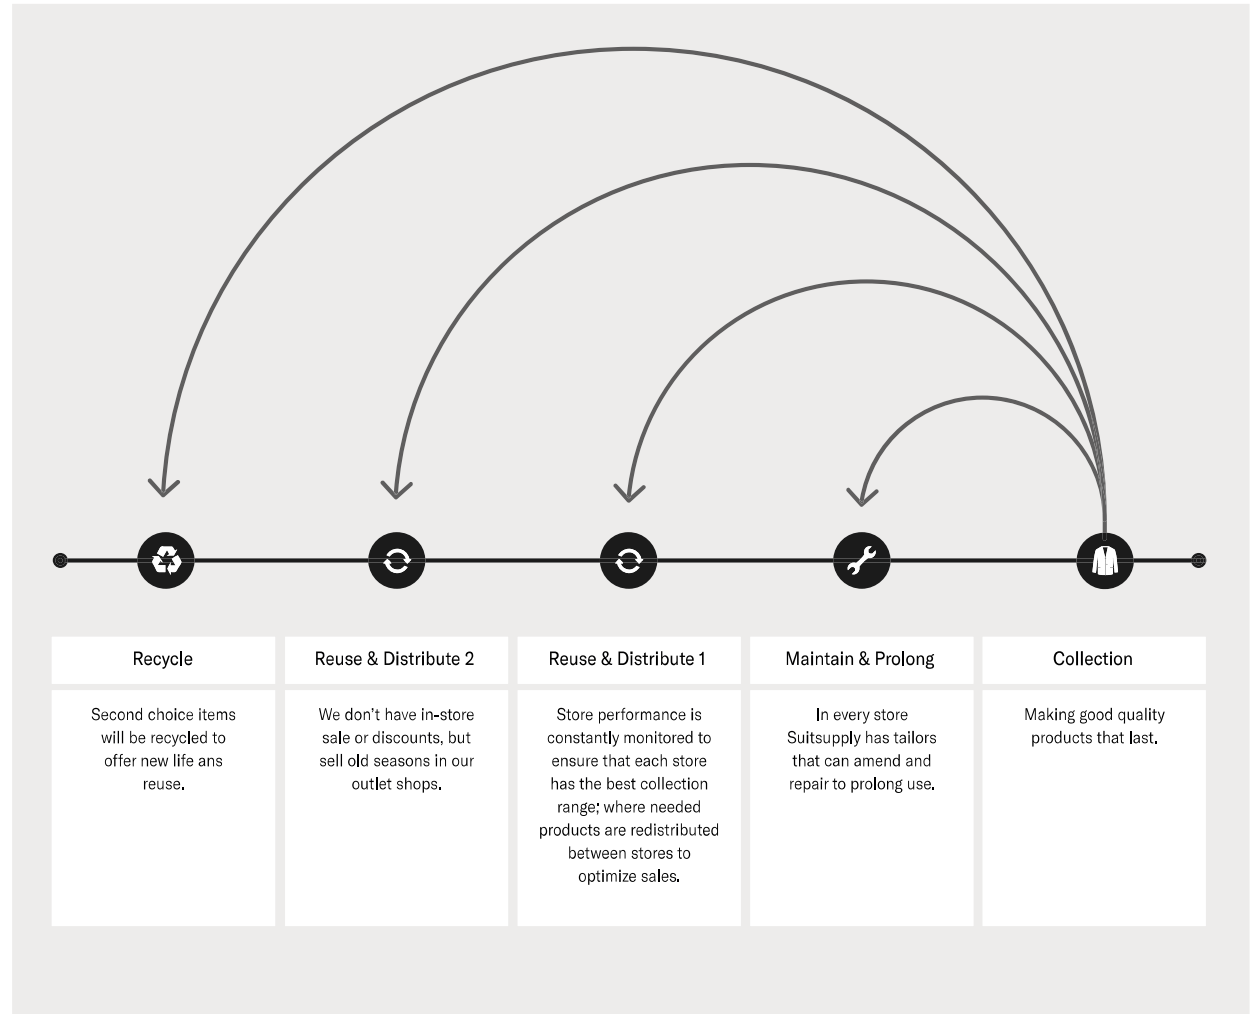 Recycle
Second choice items
will be recycled to
offer new life ans
reuse.
Reuse & Distribute 2
We don't have in-store
sale or discounts, but
sell old seasons in our
outlet shops.
Reuse & Distribute 1
Store performance is
constantly monitored to
ensure that each store
has the best collection
range; where needed
products are redistributed
between stores to
optimize sales.
Maintain & Prolong
In every store
Suitsupply has tailors
that can amend and
repair to prolong use.
Collection
Making good quality
products that last.